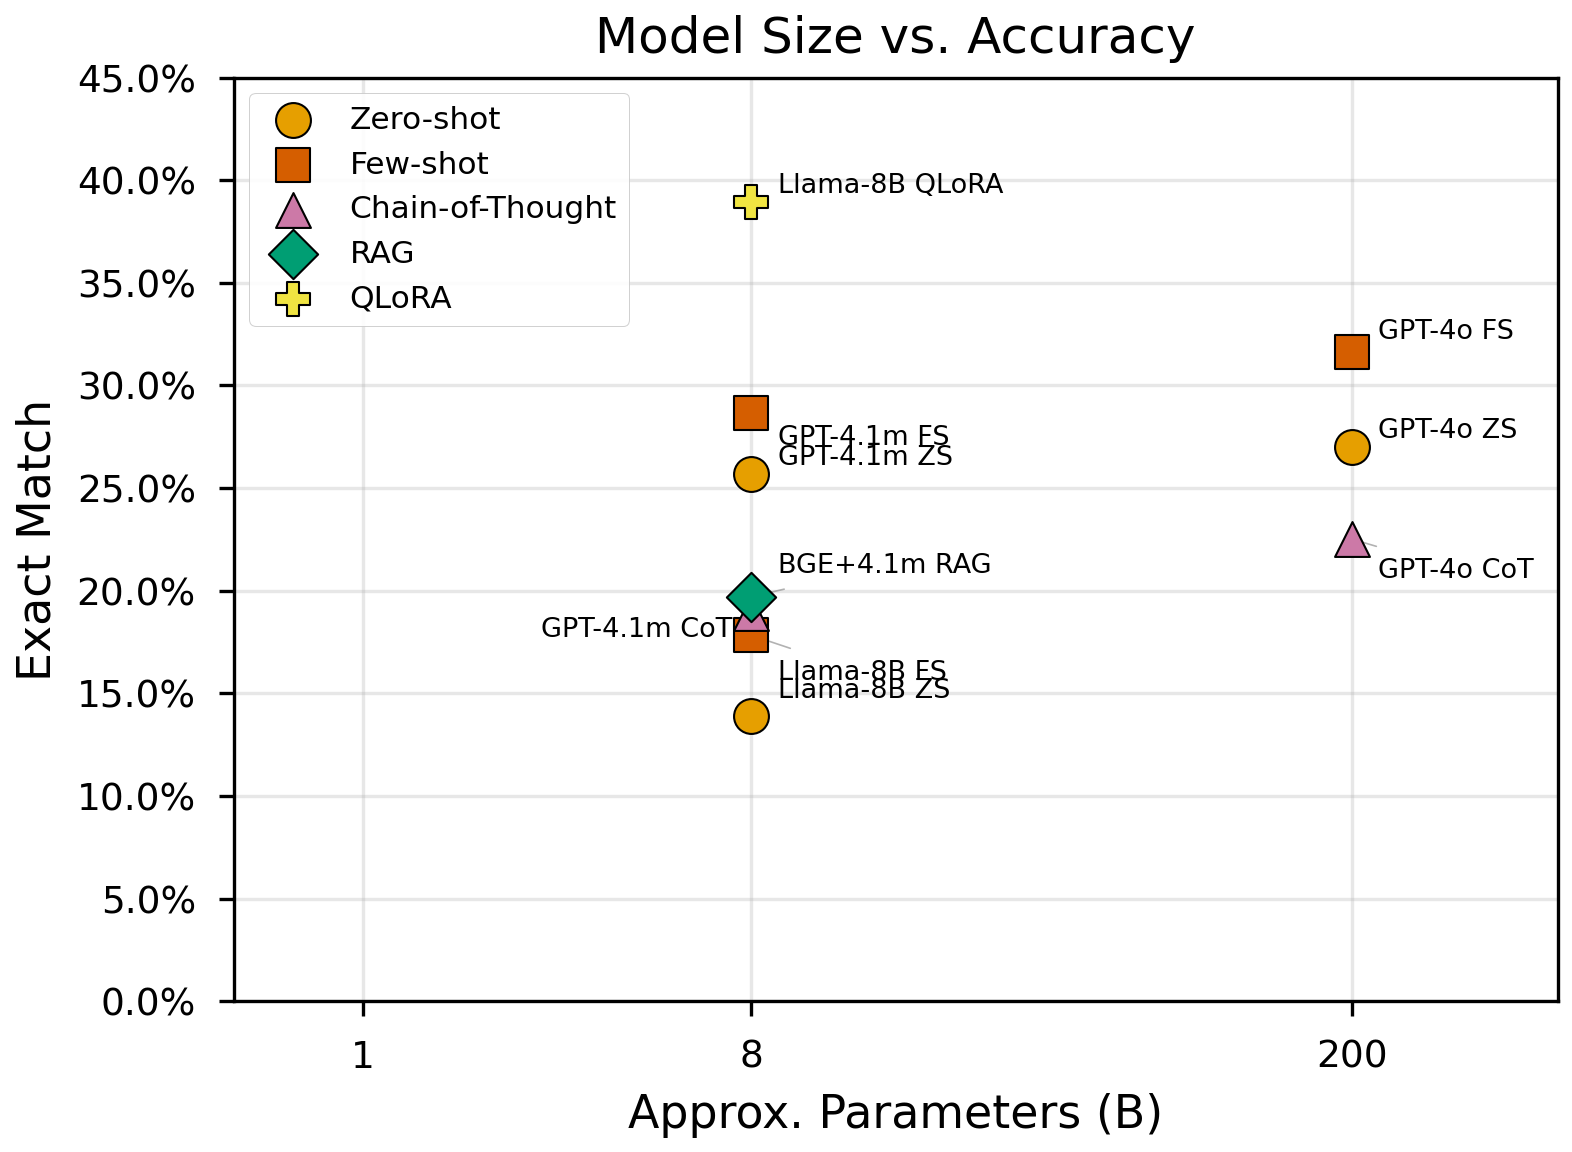 Model Size vs. Accuracy
45.0%
40.0%
35.0%
30.0%
25.0%
20.0%
15.0%
10.0%
5.0%
0.0%
Exact Match
Zero-shot
Few-shot
Chain-of-Thought
RAG
QLoRA
Llama-8B QLoRA
GPT-4o FS
GPT-4o ZS
GPT-4.1m FS
GPT-4.1m ZS
BGE+4.1m RAG
GPT-4o CoT
GPT-4.1m CoT
Llama-8B FS
Llama-8B ZS
1
8
200
Approx. Parameters (B)